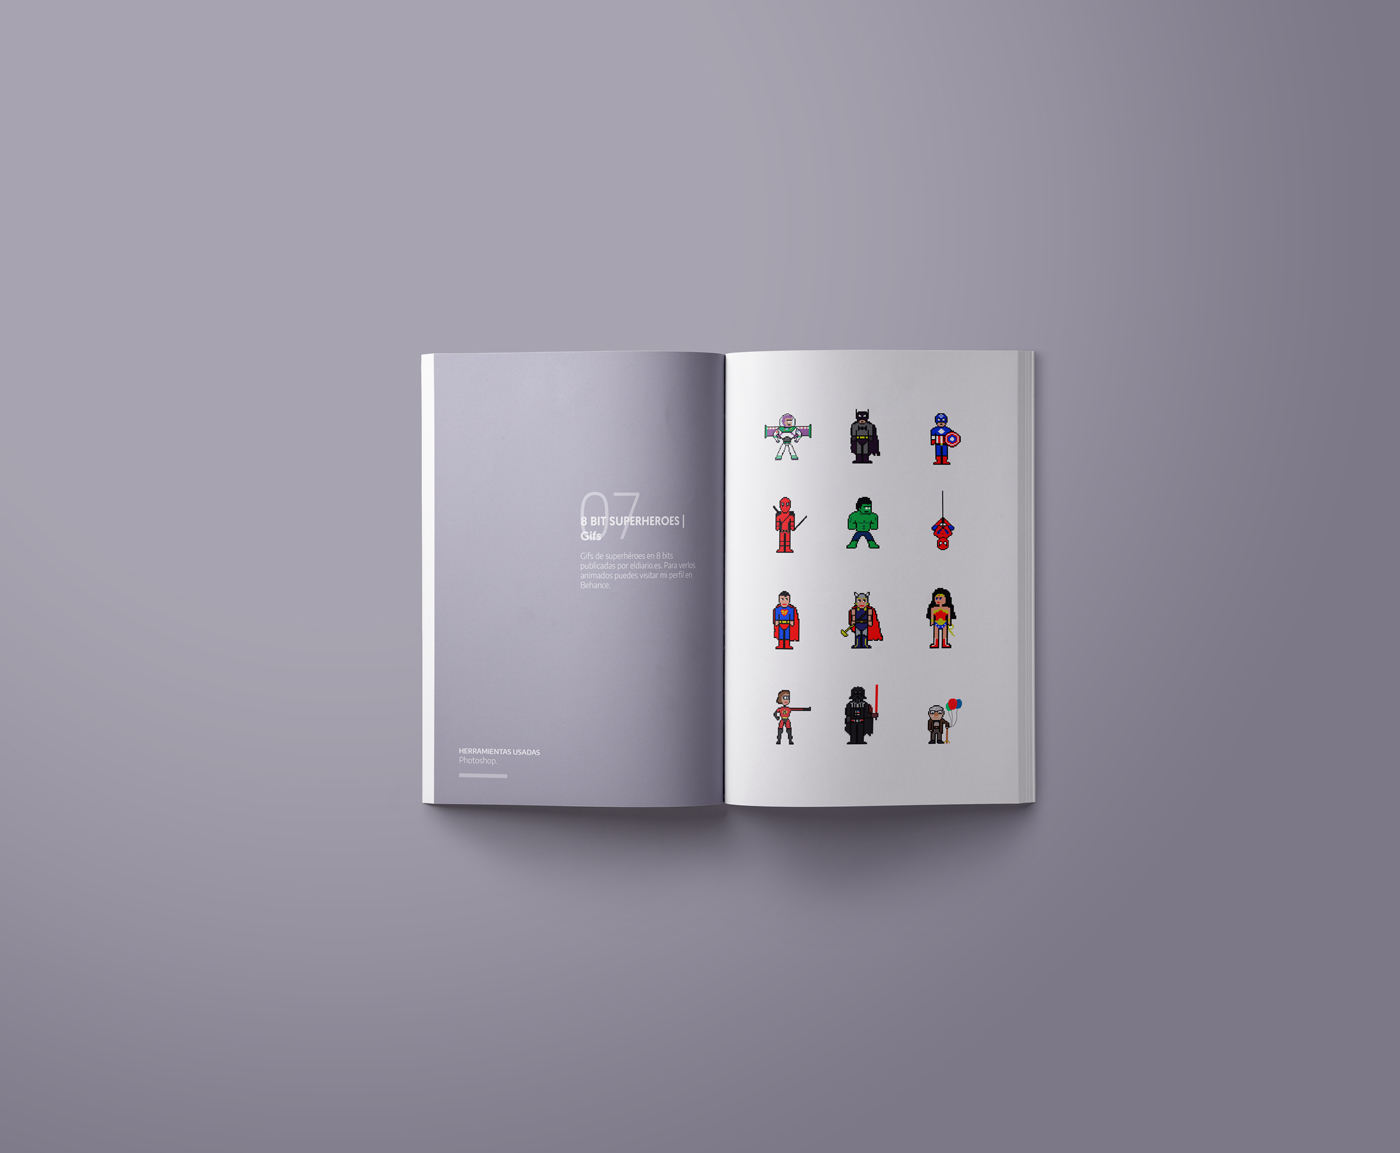 07
8 BIT SUPERHEROES |
Gifs
Gifs de superhéroes en 8 bits
publicadas por eldiario.es. Para verlos
animados puedes visitar mi perfil en
Behance.
HERRAMIENTAS USADAS
Photoshop.